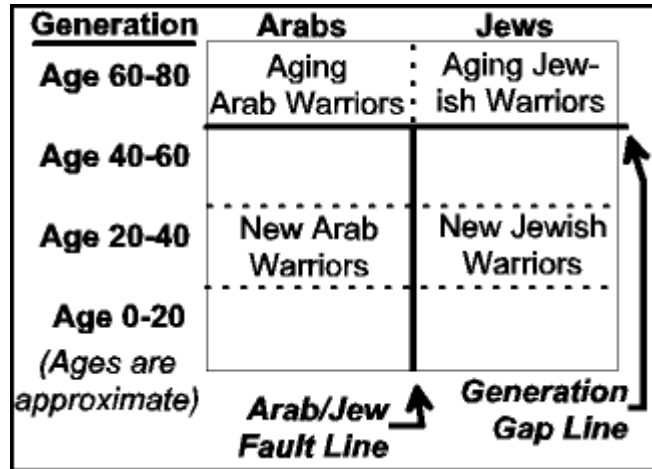 Generation Arabs Jews
Age 60-80
Aging
Arab Warriors
Aging Jew-
ish Warriors
Age 40-60
Age 20-40
New Arab
Warriors
New Jewish
Warriors
Age 0-20
(Ages are
approximate)
Arab/Jew
Fault Line
Generation
Gap Line